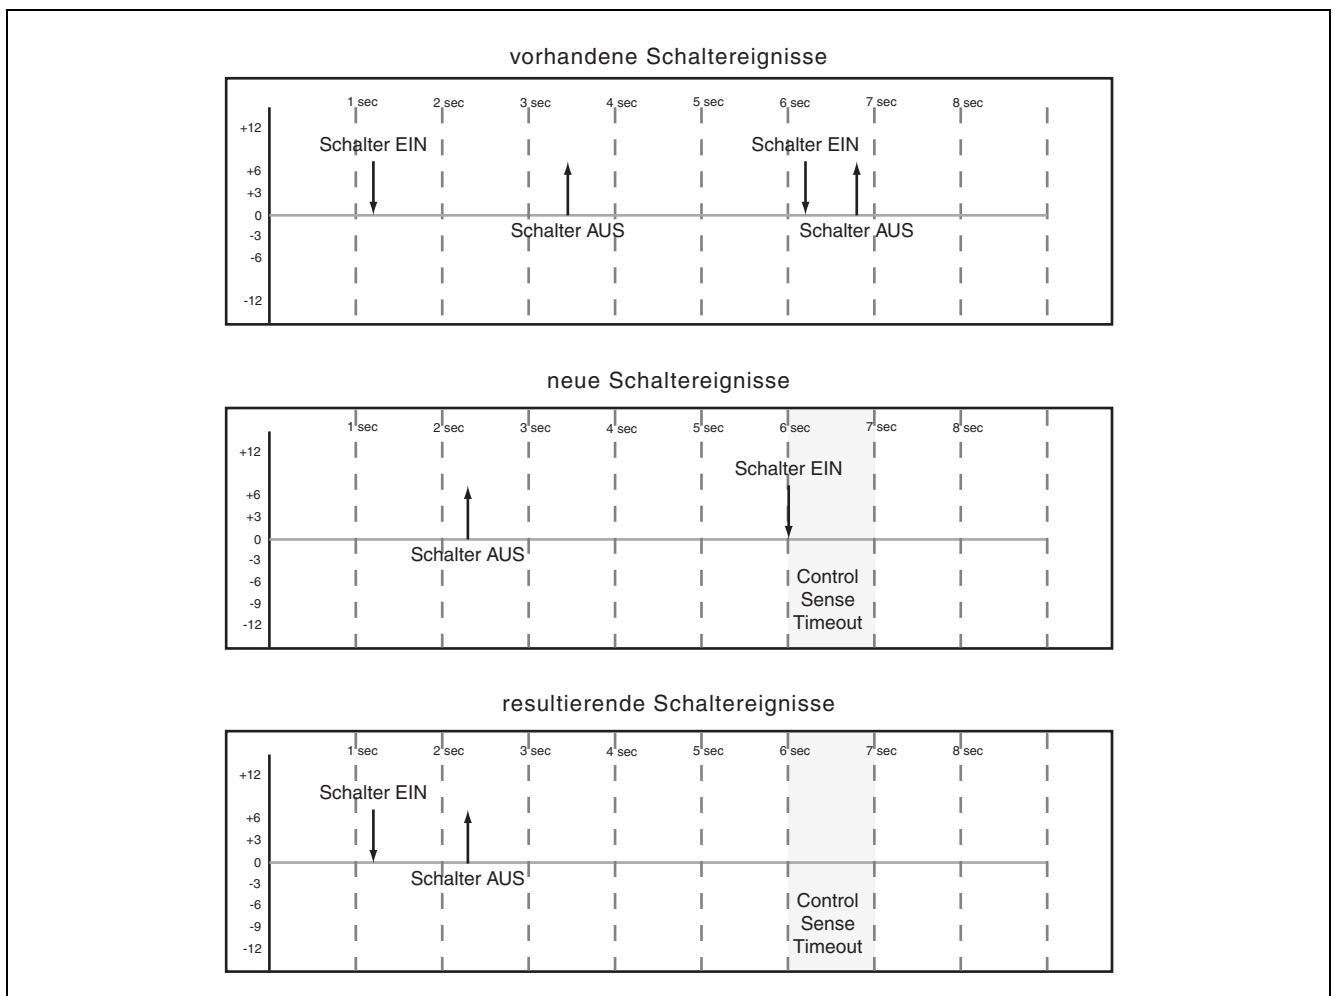 vorhandene Schaltereignisse
1 sec 2 sec 3 sec 4 sec 5 sec 6 sec 7 sec 8 sec
+12
Schalter EIN Schalter EIN
+6
+3
0
Schalter AUS Schalter AUS
-3
-6
-12
neue Schaltereignisse
1 sec 2 sec 3 sec 4 sec 5 sec 6 sec 7 sec 8 sec
+12
Schalter EIN
+6
+3
0
Schalter AUS
-3
-6
Control
-9
Sense
-12
Timeout
resultierende Schaltereignisse
1 sec 2 sec 3 sec 4 sec 5 sec 6 sec 7 sec 8 sec
+12
Schalter EIN
+6
+3
0
Schalter AUS
-3
-6
Control
-9
Sense
-12
Timeout